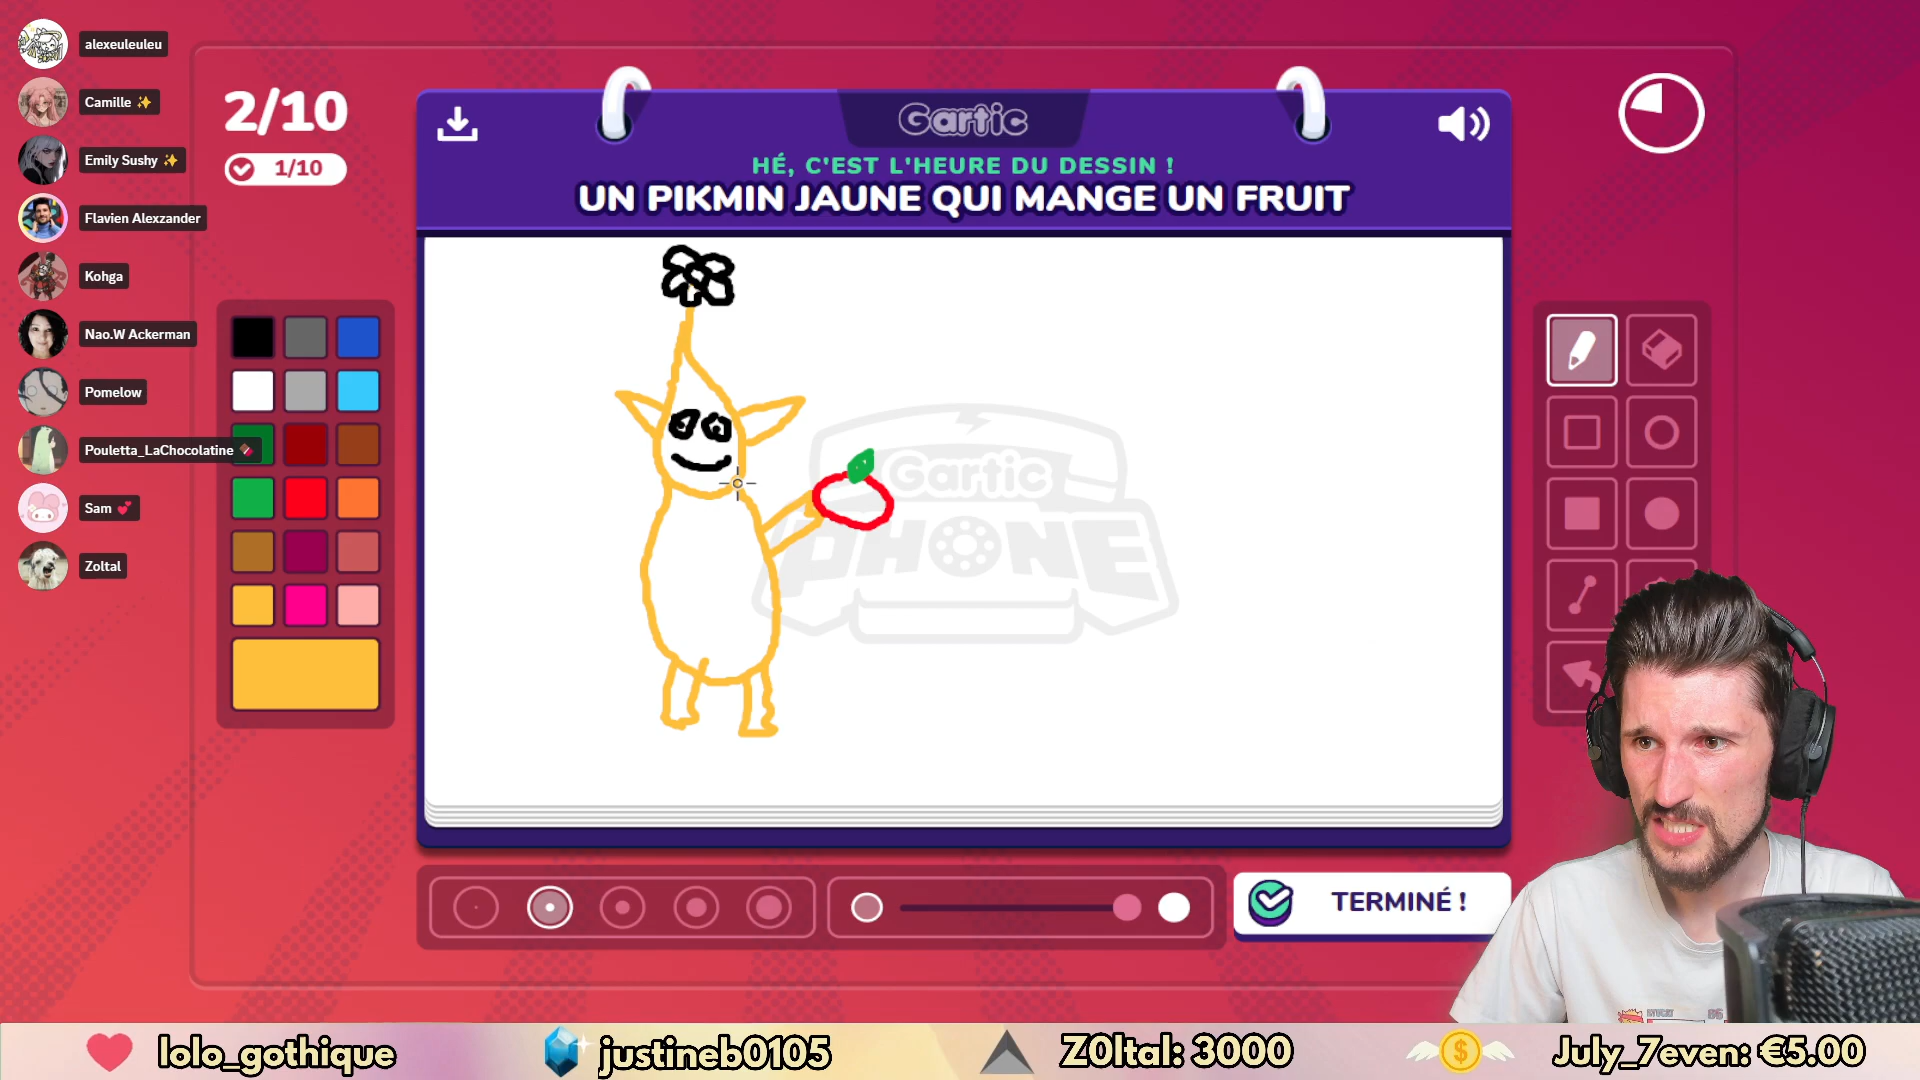 alexeuleuleu
Camille ✨
Emily Sushy ✨
Flavien Alexzander
Kohga
Nao.W Ackerman
Pomelow
Pouletta_LaChocolatine
Sam 💕
Zoltal
2/10
1/10
Gartic
HÉ, C'EST L'HEURE DU DESSIN !
UN PIKMIN JAUNE QUI MANGE UN FRUIT
Gartic
PHONE
TERMINÉ !
lolo_gothique
justineb0105
Z0ltal: 3000
July_7even: €5.00